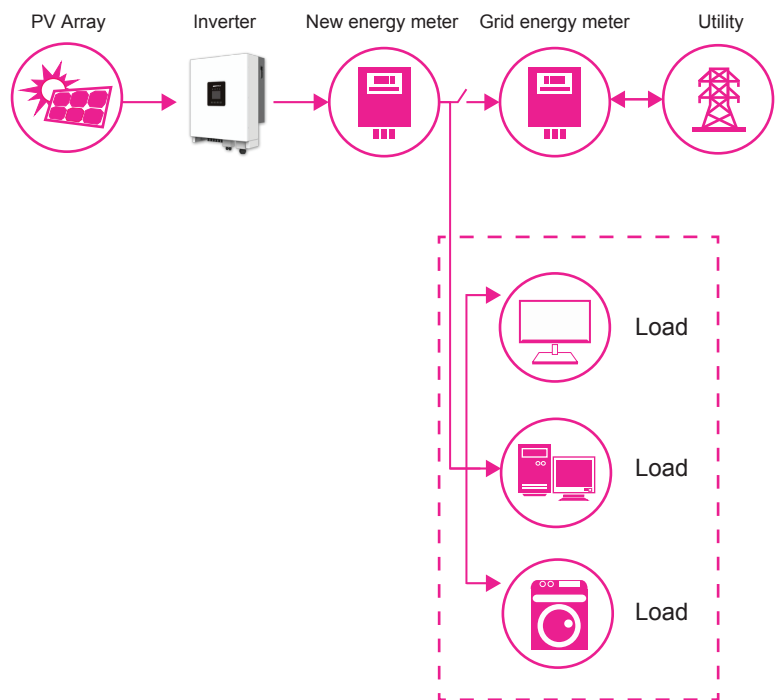 PV Array
Inverter
New energy meter
Grid energy meter
Utility
Load
Load
Load